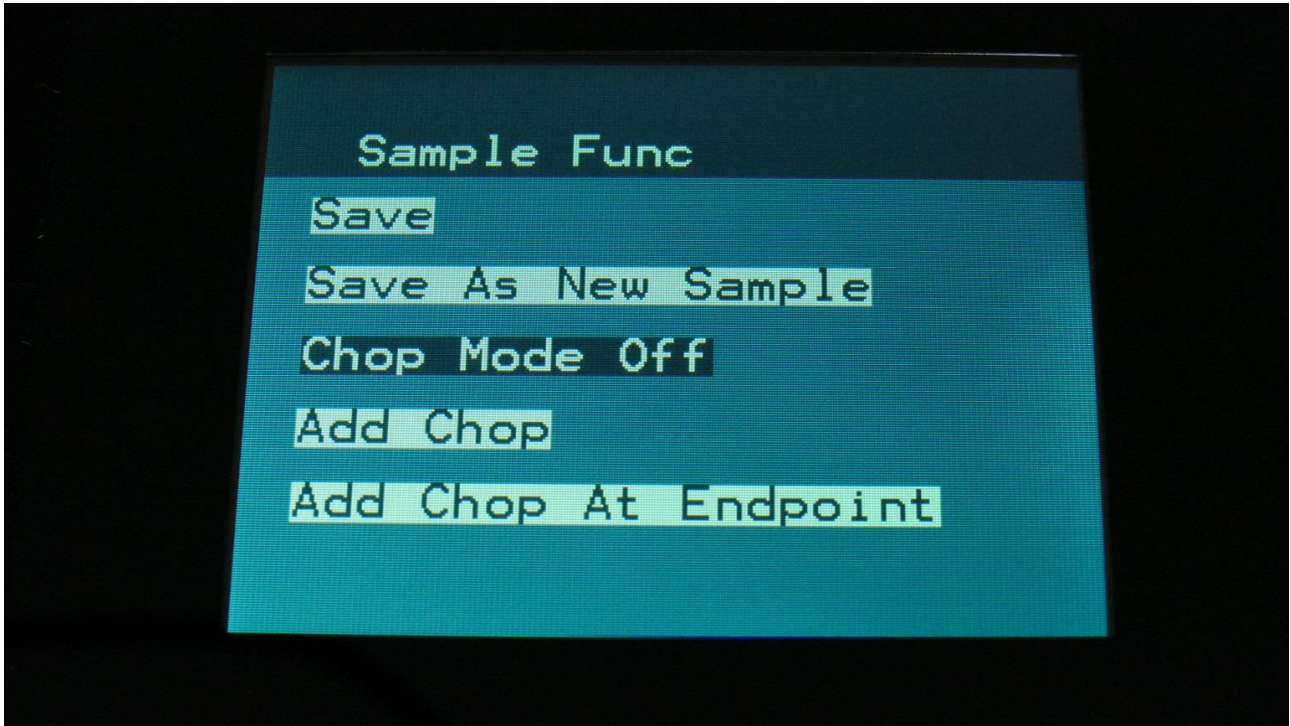 Sample Func
Save
Save As New Sample
Chop Mode Off
Add Chop
Add Chop At Endpoint